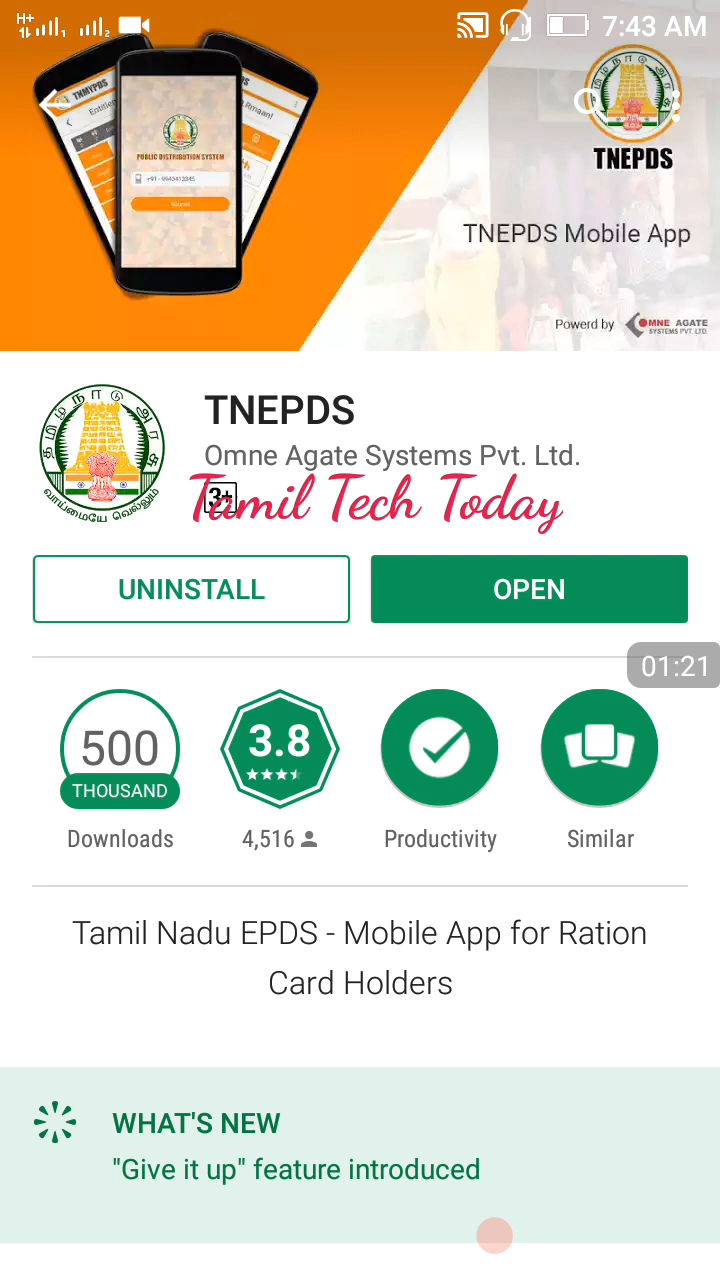 H+
7:43 AM
TNMYPDS
Entitle
PUBLIC DISTRIBUTION SYSTEM
Submit
TNEPDS
TNEPDS Mobile App
Powerd by OMNE AGATE
SYSTEMS PVT. LTD.
தமிழ்நாடு அரசு
வாய்மையே வெல்லும்
TNEPDS
Omne Agate Systems Pvt. Ltd.
3+
Tamil Tech Today
UNINSTALL
OPEN
01:21
500
THOUSAND
3.8
Downloads
4,516
Productivity
Similar
Tamil Nadu EPDS - Mobile App for Ration
Card Holders
WHAT'S NEW
"Give it up" feature introduced